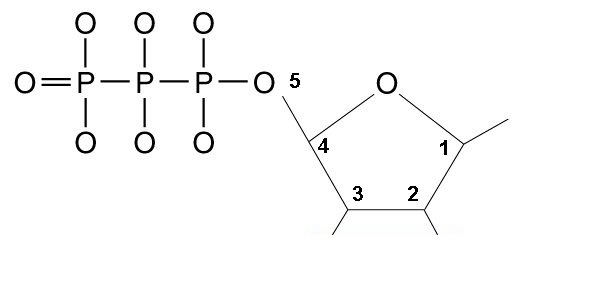 O O O
O=P-P-P-O 5 O
O O O 4 1
3 2